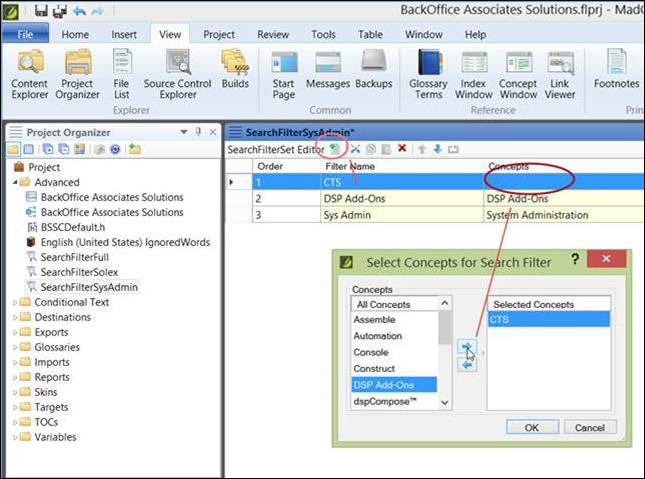 BackOffice Associates Solutions.flprj - MadC
File Home Insert View Project Review Tools Table Window Help
Content Explorer Project Organizer File List Source Control Explorer Builds Start Page Messages Backups Glossary Terms Index Window Concept Window Link Viewer Footnotes
Explorer Common Reference Prin
Project Organizer
SearchFilterSysAdmin*
SearchFilterSet Editor
Order Filter Name Concepts
1 CTS
2 DSP Add-Ons DSP Add-Ons
3 Sys Admin System Administration
Project
Advanced
BackOffice Associates Solutions
BackOffice Associates Solutions
BSSCDefault.h
English (United States) IgnoredWords
SearchFilterFull
SearchFilterSolex
SearchFilterSysAdmin
Conditional Text
Destinations
Exports
Glossaries
Imports
Reports
Skins
Targets
TOCs
Variables
Select Concepts for Search Filter ?
Concepts
All Concepts
Assemble
Automation
Console
Construct
DSP Add-Ons
dspCompose™
Selected Concepts
CTS
OK Cancel